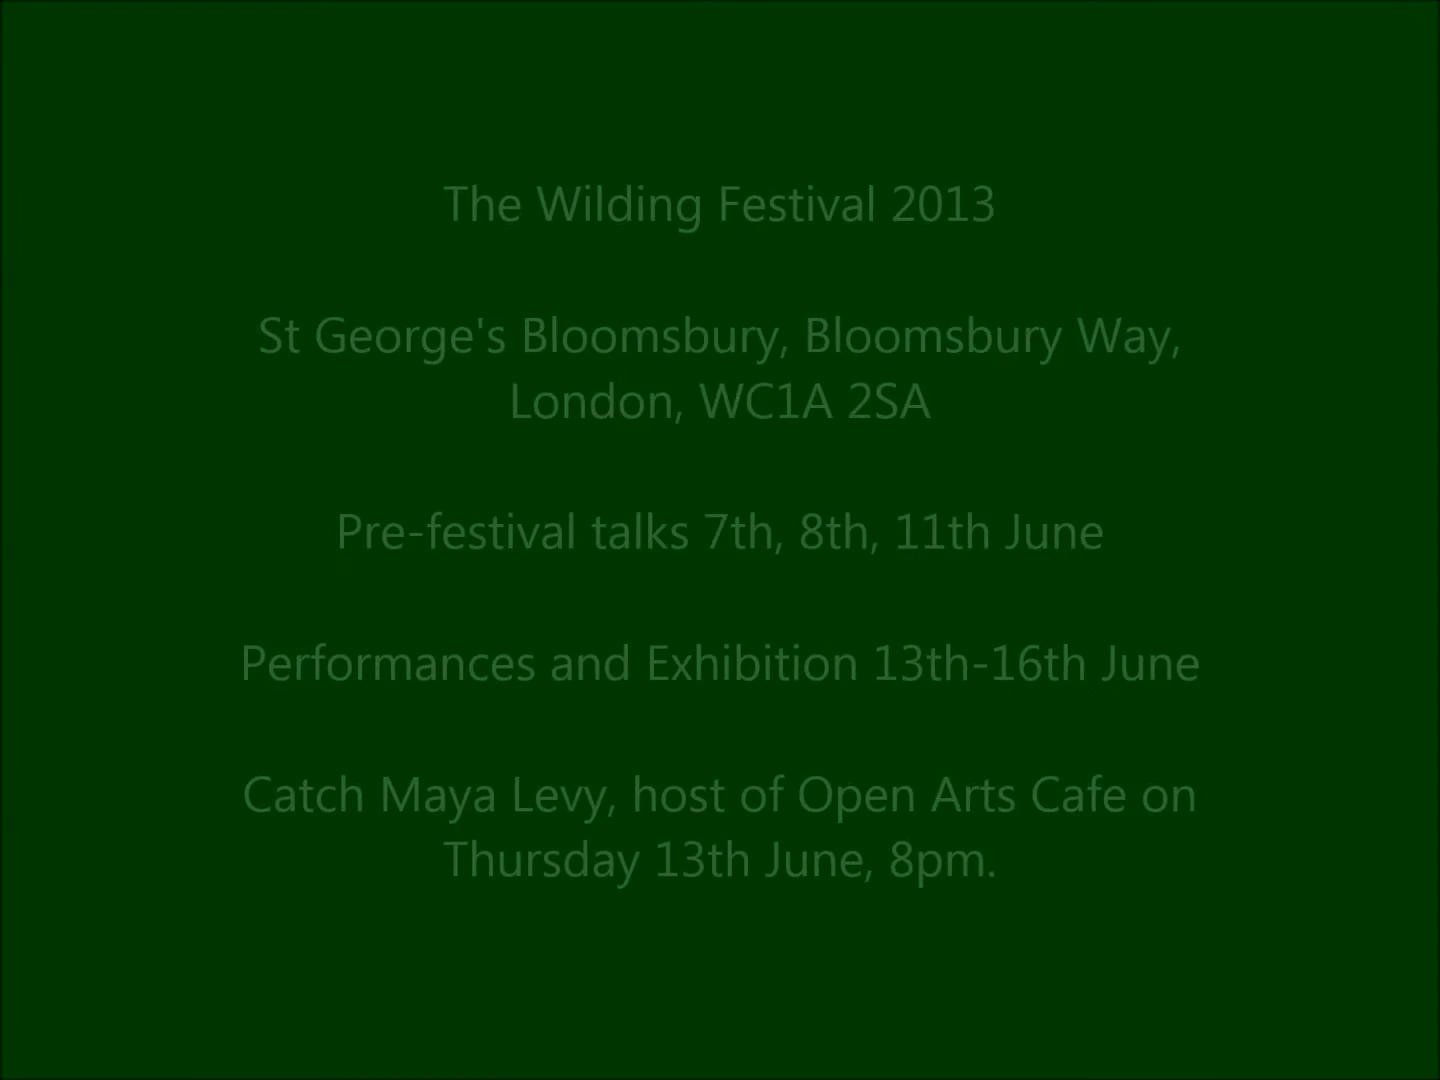 The Wilding Festival 2013
St George's Bloomsbury, Bloomsbury Way,
London, WC1A 2SA
Pre-festival talks 7th, 8th, 11th June
Performances and Exhibition 13th-16th June
Catch Maya Levy, host of Open Arts Cafe on
Thursday 13th June, 8pm.